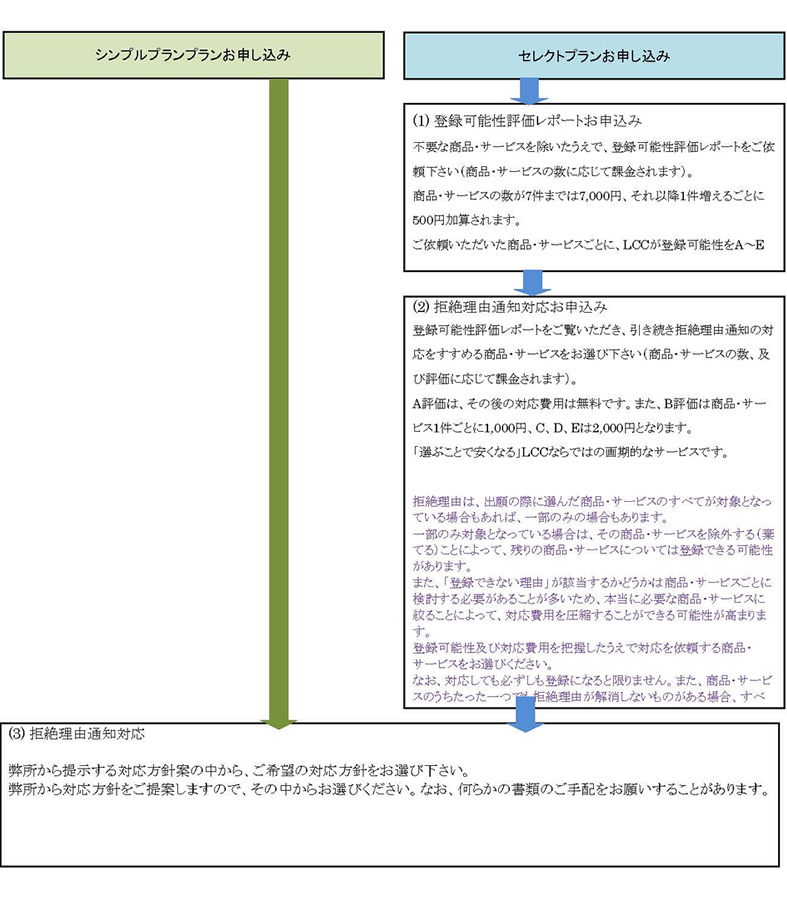 シンプルプランプランお申し込み
セレクトプランお申し込み
(1) 登録可能性評価レポートお申込み
不要な商品・サービスを除いたうえで、登録可能性評価レポートをご依
頼下さい(商品・サービスの数に応じて課金されます)。
商品・サービスの数が7件までは7,000円、それ以降1件増えるごとに
500円加算されます。
ご依頼いただいた商品・サービスごとに、LCCが登録可能性をA～E
(2) 拒絶理由通知対応お申込み
登録可能性評価レポートをご覧いただき、引き続き拒絶理由通知の対
応をすすめる商品・サービスをお選び下さい(商品・サービスの数、及
び評価に応じて課金されます)。
A評価は、その後の対応費用は無料です。また、B評価は商品・サー
ビス1件ごとに1,000円、C、D、Eは2,000円となります。
「選ぶことで安くなる」LCCならではの画期的なサービスです。
拒絶理由は、出願の際に選んだ商品・サービスのすべてが対象となっ
ている場合もあれば、一部のみの場合もあります。
一部のみ対象となっている場合は、その商品・サービスを除外する(棄
てる)ことによって、残りの商品・サービスについては登録できる可能性
があります。
また、「登録できない理由」が該当するかどうかは商品・サービスごとに
検討する必要があることが多いため、本当に必要な商品・サービスに
絞ることによって、対応費用を圧縮することができる可能性が高まりま
す。
登録可能性及び対応費用を把握したうえで対応を依頼する商品・
サービスをお選びください。
なお、対応しても必ずしも登録になると限りません。また、商品・サービ
スのうちたった一つでも拒絶理由が解消しないものがある場合、すべ
(3) 拒絶理由通知対応
弊所から提示する対応方針案の中から、ご希望の対応方針をお選び下さい。
弊所から対応方針をご提案しますので、その中からお選びください。なお、何らかの書類のご手配をお願いすることがあります。